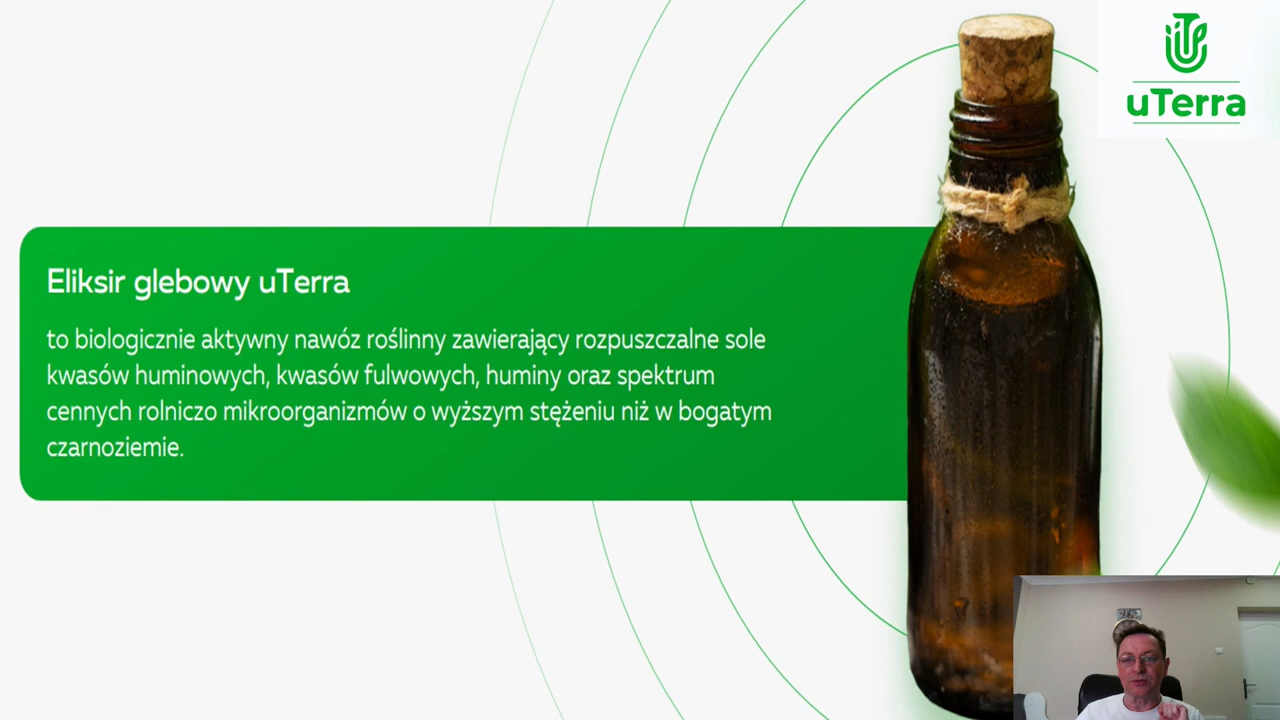 uTerra
Eliksir glebowy uTerra
to biologicznie aktywny nawóz roślinny zawierający rozpuszczalne sole
kwasów huminowych, kwasów fulwowych, huminy oraz spektrum
cennych rolniczo mikroorganizmów o wyższym stężeniu niż w bogatym
czarnoziemie.